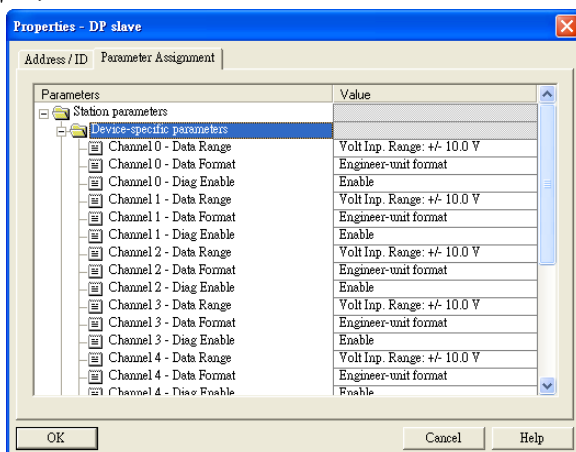 Properties - DP slave
Address / ID Parameter Assignment
Parameters Value
Station parameters
Device-specific parameters
Channel 0 - Data Range Volt Inp. Range: +/- 10.0 V
Channel 0 - Data Format Engineer-unit format
Channel 0 - Diag Enable Enable
Channel 1 - Data Range Volt Inp. Range: +/- 10.0 V
Channel 1 - Data Format Engineer-unit format
Channel 1 - Diag Enable Enable
Channel 2 - Data Range Volt Inp. Range: +/- 10.0 V
Channel 2 - Data Format Engineer-unit format
Channel 2 - Diag Enable Enable
Channel 3 - Data Range Volt Inp. Range: +/- 10.0 V
Channel 3 - Data Format Engineer-unit format
Channel 3 - Diag Enable Enable
Channel 4 - Data Range Volt Inp. Range: +/- 10.0 V
Channel 4 - Data Format Engineer-unit format
Channel 4 - Diag Enable Enable
OK Cancel Help